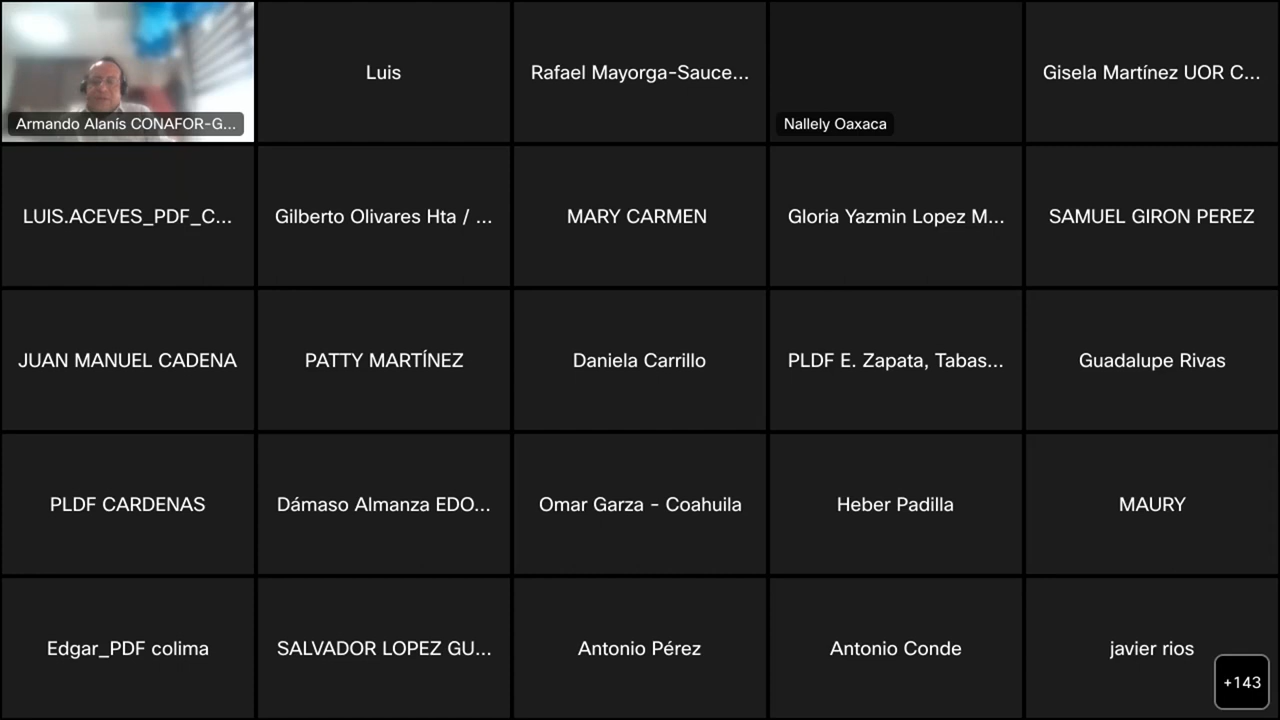 Armando Alanís CONAFOR-G...
Luis
Rafael Mayorga-Sauce...
Nallely Oaxaca
Gisela Martínez UOR C...
LUIS.ACEVES_PDF_C...
Gilberto Olivares Hta / ...
MARY CARMEN
Gloria Yazmin Lopez M...
SAMUEL GIRON PEREZ
JUAN MANUEL CADENA
PATTY MARTÍNEZ
Daniela Carrillo
PLDF E. Zapata, Tabas...
Guadalupe Rivas
PLDF CARDENAS
Dámaso Almanza EDO...
Omar Garza - Coahuila
Heber Padilla
MAURY
Edgar_PDF colima
SALVADOR LOPEZ GU...
Antonio Pérez
Antonio Conde
javier rios
+143